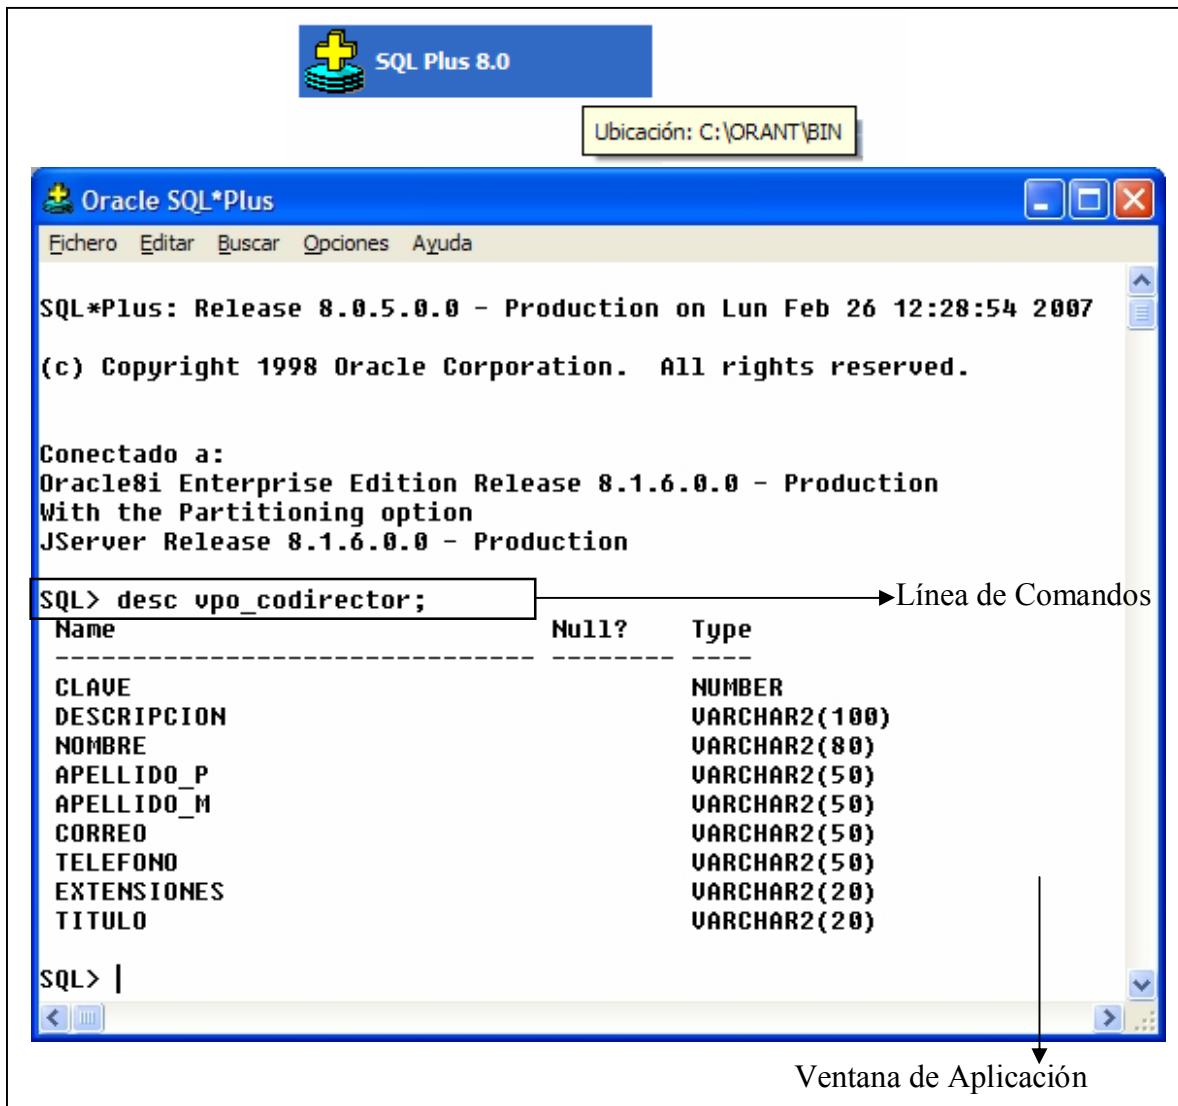 SQL Plus 8.0
Ubicación: C:\ORANT\BIN
Oracle SQL*Plus
Fichero Editar Buscar Opciones Ayuda
SQL*Plus: Release 8.0.5.0.0 - Production on Lun Feb 26 12:28:54 2007
(c) Copyright 1998 Oracle Corporation.  All rights reserved.
Conectado a:
Oracle8i Enterprise Edition Release 8.1.6.0.0 - Production
With the Partitioning option
JServer Release 8.1.6.0.0 - Production
SQL> desc vpo_codirector; Línea de Comandos
Name Null? Type
------------------------------- -------- ----
CLAVE NUMBER
DESCRIPCION VARCHAR2(100)
NOMBRE VARCHAR2(80)
APELLIDO_P VARCHAR2(50)
APELLIDO_M VARCHAR2(50)
CORREO VARCHAR2(50)
TELEFONO VARCHAR2(50)
EXTENSIONES VARCHAR2(20)
TITULO VARCHAR2(20)
SQL>
Ventana de Aplicación